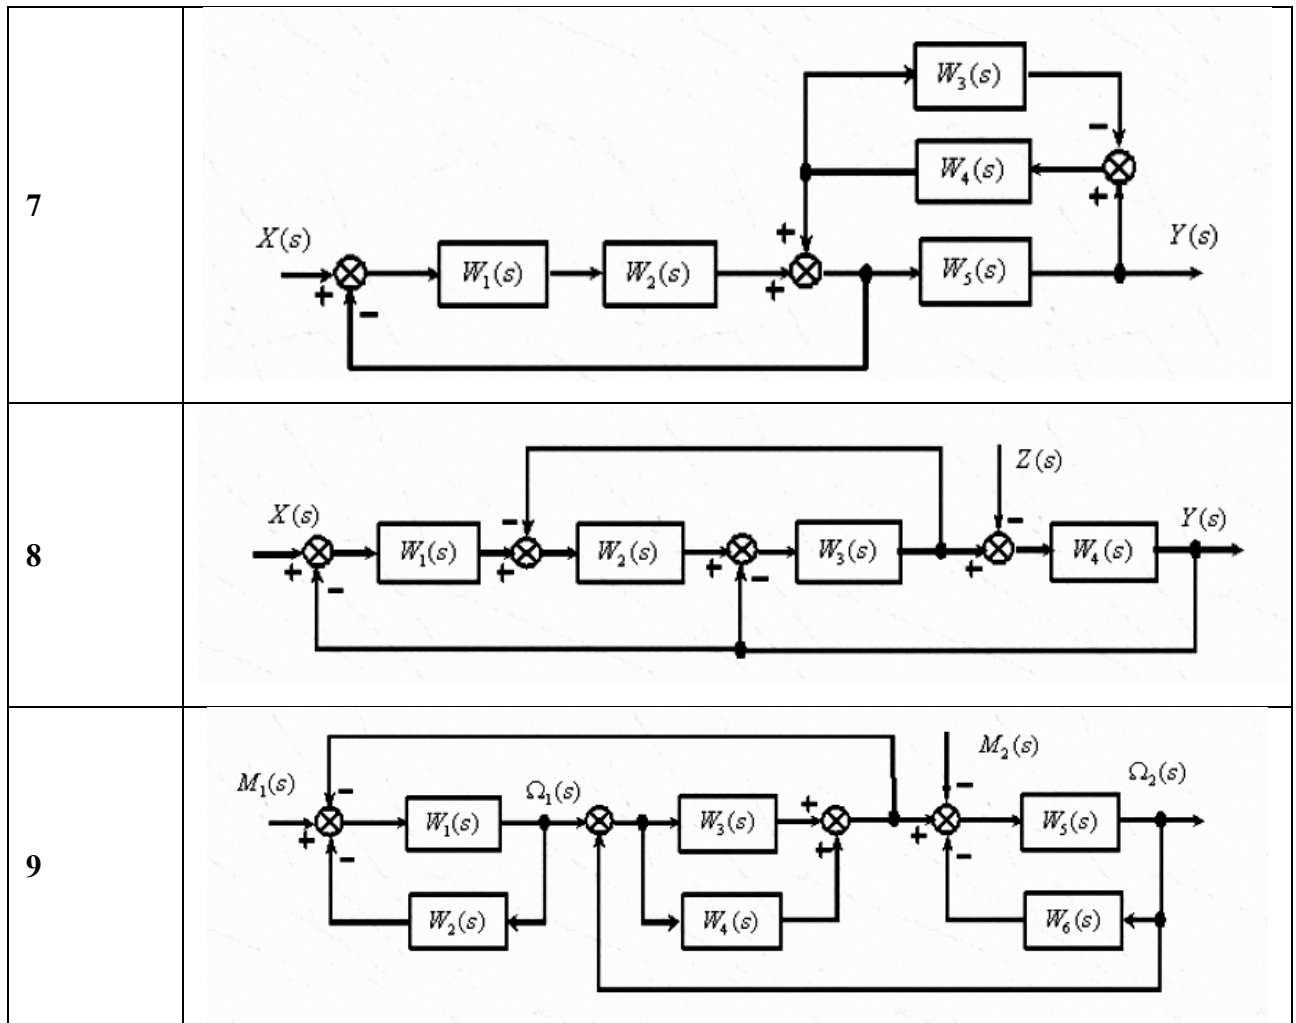 7
W₃(s)
−
W₄(s)
+
+
X(s)
Y(s)
W₁(s)
W₂(s)
W₅(s)
+
+
−
8
Z(s)
X(s)
−
−
Y(s)
W₁(s)
W₂(s)
W₃(s)
W₄(s)
+
+
+
+
−
−
9
M₂(s)
M₁(s)
−
Ω₁(s)
−
Ω₂(s)
W₁(s)
W₃(s)
+
W₅(s)
+
−
+
+
−
W₂(s)
W₄(s)
W₆(s)